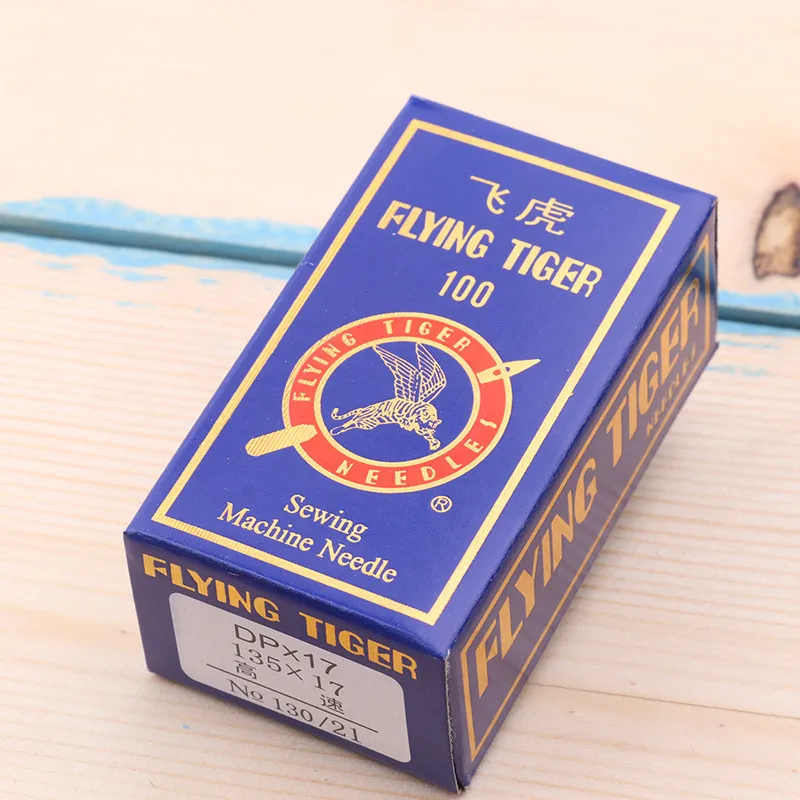 飞虎
FLYING TIGER
100
FLYING TIGER
NEEDLES
®
Sewing
Machine Needle
FLYING TIGER
DP×17
135×17
高 速
№ 130/21
FLYING TIGER
NEEDLES